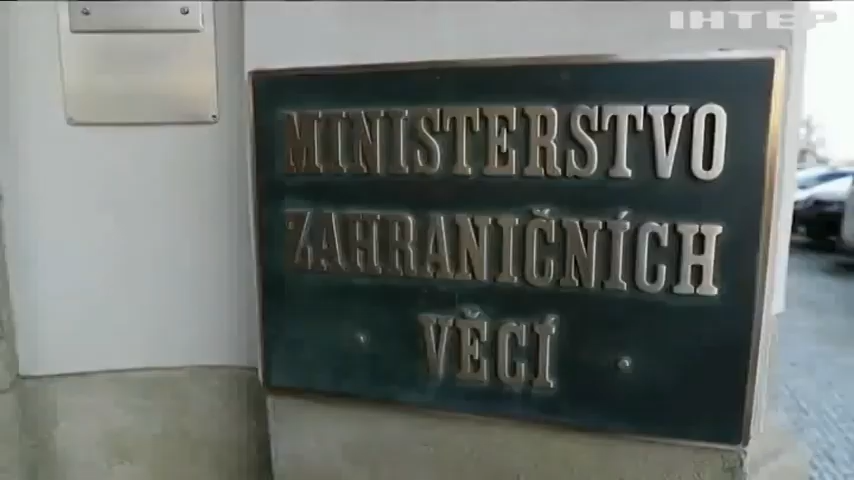 ІНТЕР
MINISTERSTVO
ZAHRANIČNÍCH
VĚCÍ